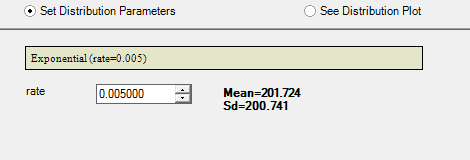 Set Distribution Parameters See Distribution Plot
Exponential (rate=0.005)
rate 0.005000 Mean=201.724
Sd=200.741